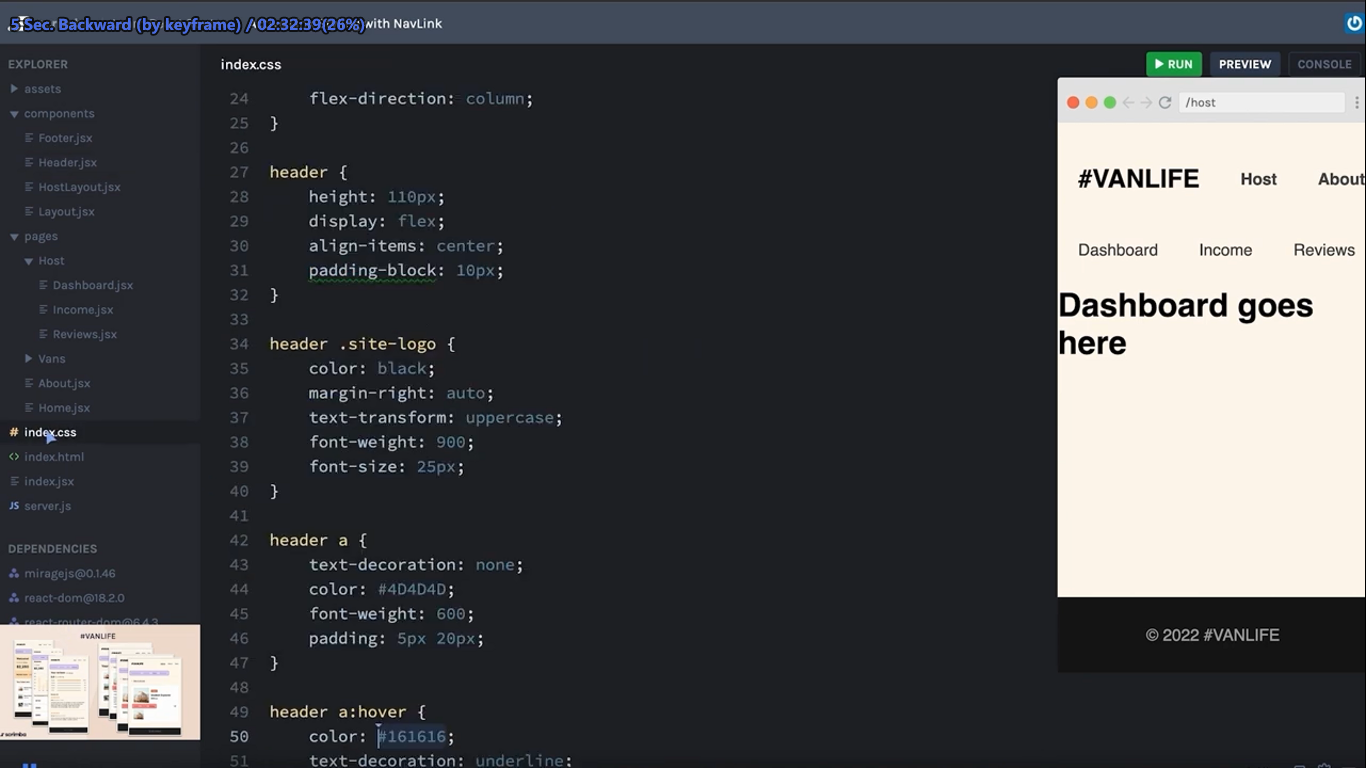 5 Sec. Backward (by keyframe) / 02:32:39(26%)
with NavLink
EXPLORER
assets
components
Footer.jsx
Header.jsx
HostLayout.jsx
Layout.jsx
pages
Host
Dashboard.jsx
Income.jsx
Reviews.jsx
Vans
About.jsx
Home.jsx
index.css
index.html
index.jsx
server.js
DEPENDENCIES
miragejs@0.1.46
react-dom@18.2.0
react-router-dom@6.4.3
#VANLIFE
index.css
24 flex-direction: column;
25 }
26
27 header {
28 height: 110px;
29 display: flex;
30 align-items: center;
31 padding-block: 10px;
32 }
33
34 header .site-logo {
35 color: black;
36 margin-right: auto;
37 text-transform: uppercase;
38 font-weight: 900;
39 font-size: 25px;
40 }
41
42 header a {
43 text-decoration: none;
44 color: #4D4D4D;
45 font-weight: 600;
46 padding: 5px 20px;
47 }
48
49 header a:hover {
50 color: #161616;
51 text-decoration: underline;
RUN PREVIEW CONSOLE
/host
#VANLIFE Host About
Dashboard Income Reviews
Dashboard goes
here
© 2022 #VANLIFE